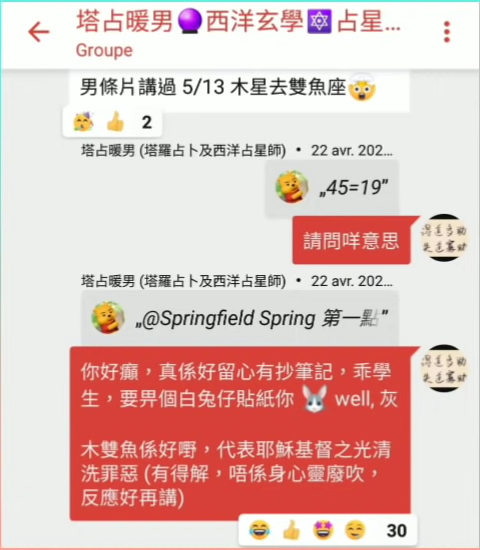 塔占暖男🔮西洋玄學🔯占星...
Groupe
男條片講過 5/13 木星去雙魚座🤯
2
塔占暖男 (塔羅占卜及西洋占星師) • 22 avr. 202...
„45=19”
請問咩意思
塔占暖男 (塔羅占卜及西洋占星師) • 22 avr. 202...
„@Springfield Spring 第一點”
你好癲，真係好留心有抄筆記，乖學
生，要畀個白兔仔貼紙你 🐰 well, 灰
木雙魚係好嘢，代表耶穌基督之光清
洗罪惡 (有得解，唔係身心靈廢吹，
反應好再講)
30